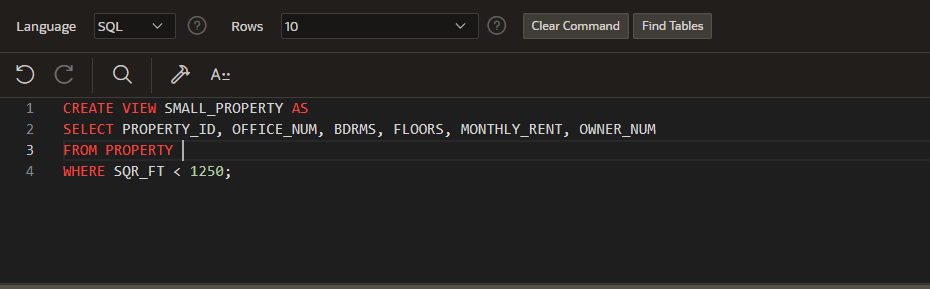 Language SQL ? Rows 10 ? Clear Command Find Tables
A
1 CREATE VIEW SMALL_PROPERTY AS
2 SELECT PROPERTY_ID, OFFICE_NUM, BDRMS, FLOORS, MONTHLY_RENT, OWNER_NUM
3 FROM PROPERTY
4 WHERE SQR_FT < 1250;